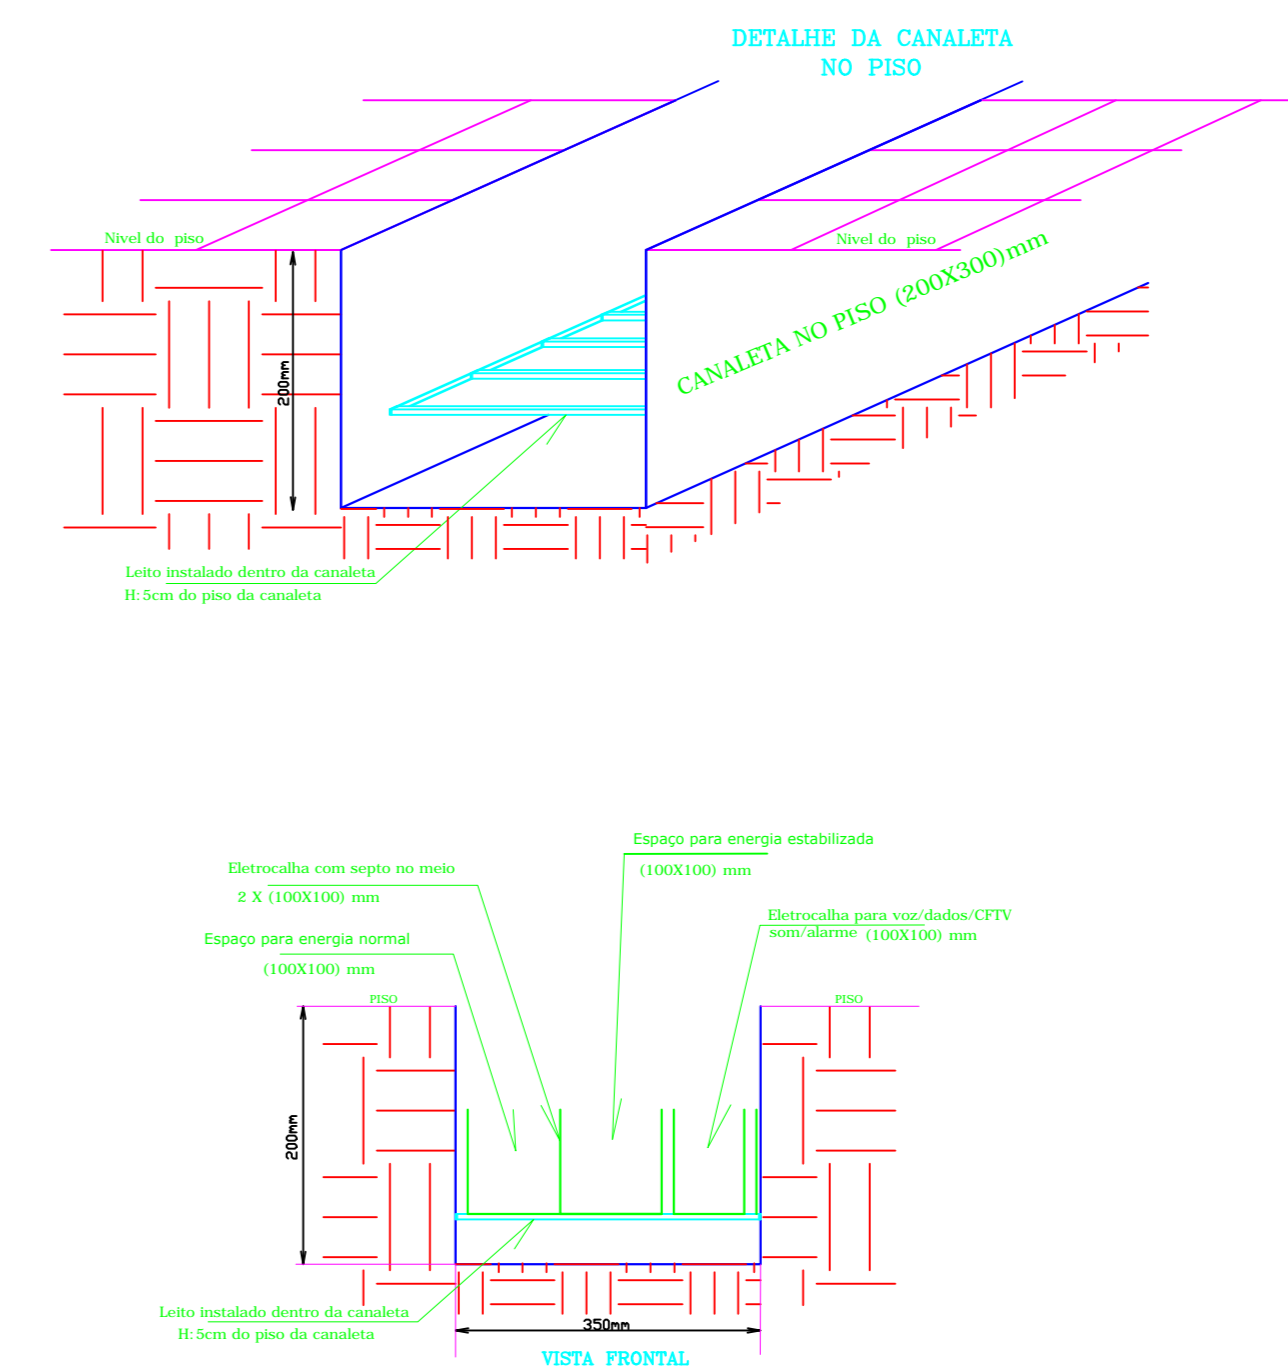 DETALHE DA CANALETA
NO PISO
Nivel do piso
Nivel do piso
CANALETA NO PISO (200X300)mm
200mm
Leito instalado dentro da canaleta
H:5cm do piso da canaleta
Espaço para energia estabilizada
(100X100) mm
Eletrocalha com septo no meio
2 X (100X100) mm
Eletrocalha para voz/dados/CFTV
som/alarme (100X100) mm
Espaço para energia normal
(100X100) mm
PISO
PISO
200mm
Leito instalado dentro da canaleta
H:5cm do piso da canaleta
350mm
VISTA FRONTAL